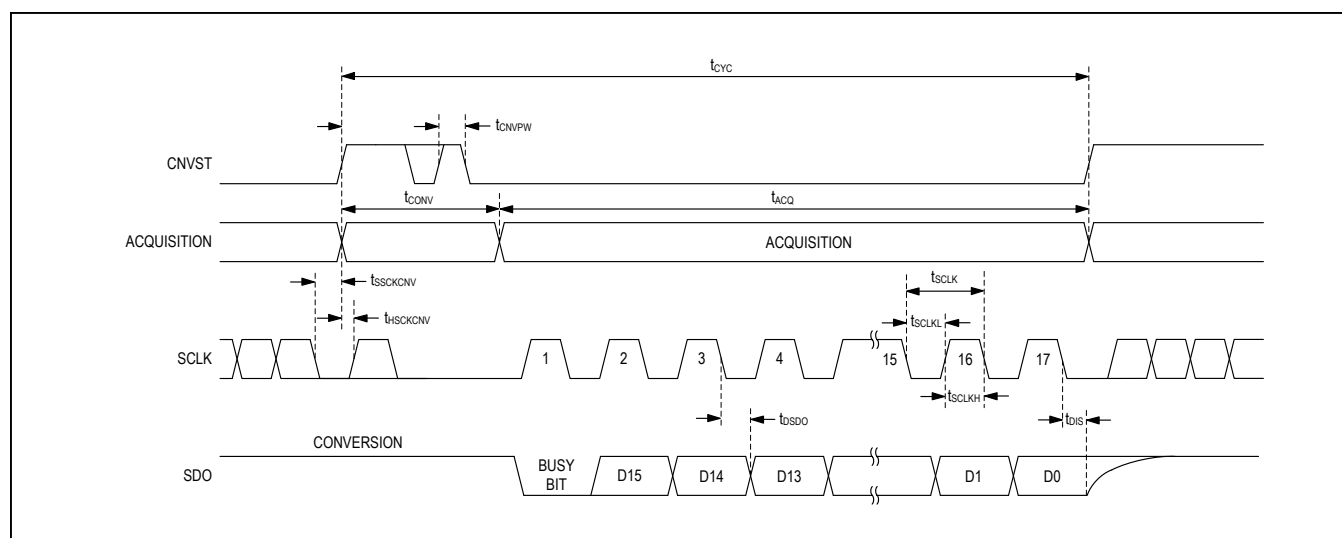 tCYC
tCNVPW
CNVST
tCONV
tACQ
ACQUISITION
ACQUISITION
tSSCKCNV
tSCLK
tHSCKCNV
tSCLKL
SCLK
1
2
3
4
15
16
17
tSCLKH
tDSDO
tDIS
CONVERSION
SDO
BUSY
BIT
D15
D14
D13
D1
D0